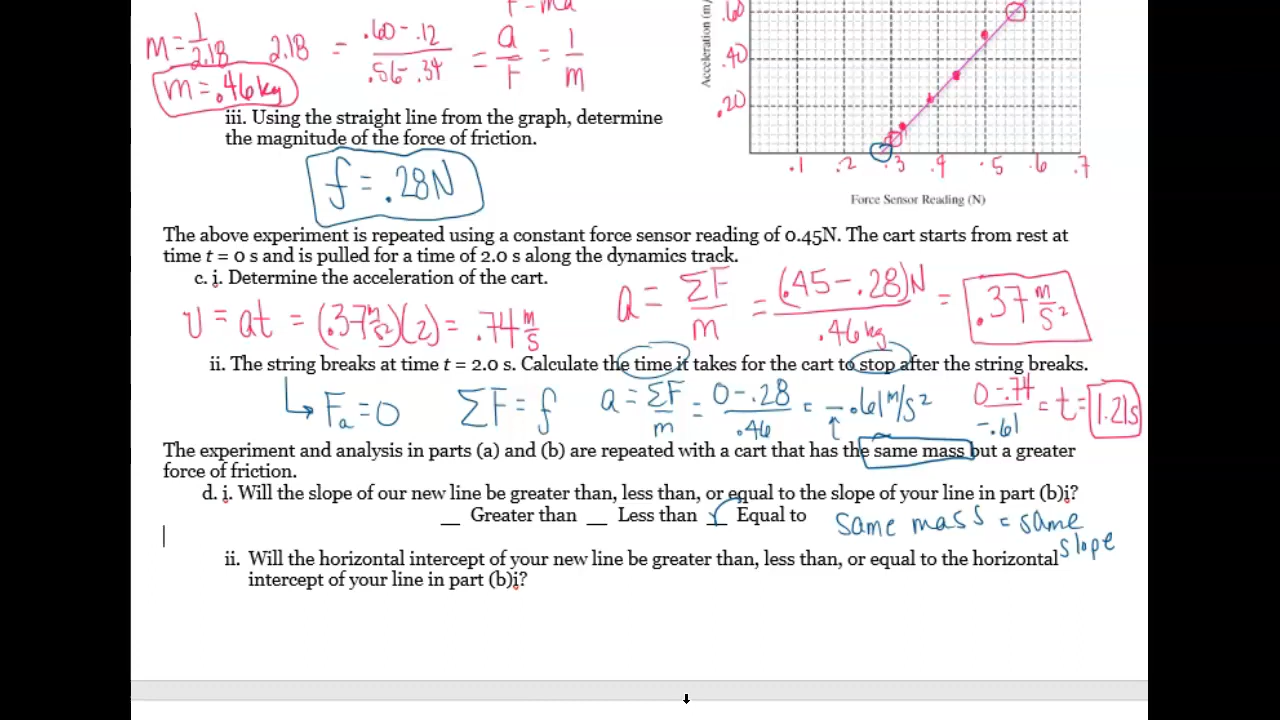 F = ma
m = 1/2.18 2.18 = .60 - .12 / .56 - .34 = a/F = 1/m
m = .46 kg
iii. Using the straight line from the graph, determine
the magnitude of the force of friction.
f = .28N
Acceleration (m/
.60
.40
.20
.1 .2 .3 .4 .5 .6 .7
Force Sensor Reading (N)
The above experiment is repeated using a constant force sensor reading of 0.45N. The cart starts from rest at
time t = 0 s and is pulled for a time of 2.0 s along the dynamics track.
c. i. Determine the acceleration of the cart.
a = ΣF/m = (.45 - .28)N / .46 kg = .37 m/s²
v = at = (.37 m/s²)(2) = .74 m/s
ii. The string breaks at time t = 2.0 s. Calculate the time it takes for the cart to stop after the string breaks.
Fa = 0 ΣF = f a = ΣF/m = 0 - .28 / .46 = -.61 m/s² 0 - .74 / -.61 = t = 1.21s
The experiment and analysis in parts (a) and (b) are repeated with a cart that has the same mass but a greater
force of friction.
d. i. Will the slope of our new line be greater than, less than, or equal to the slope of your line in part (b)i?
__ Greater than __ Less than __ Equal to same mass = same
slope
ii. Will the horizontal intercept of your new line be greater than, less than, or equal to the horizontal
intercept of your line in part (b)i?